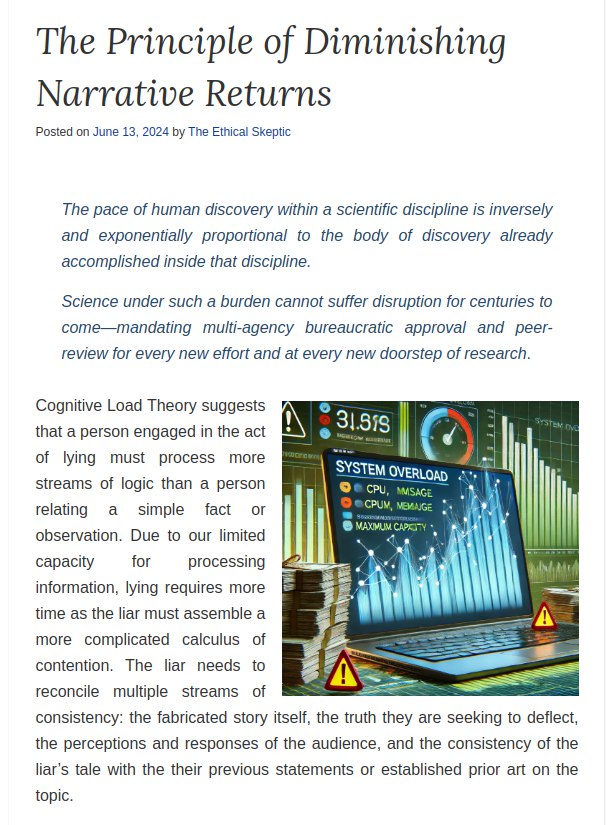 The Principle of Diminishing
Narrative Returns
Posted on June 13, 2024 by The Ethical Skeptic
The pace of human discovery within a scientific discipline is inversely
and exponentially proportional to the body of discovery already
accomplished inside that discipline.
Science under such a burden cannot suffer disruption for centuries to
come—mandating multi-agency bureaucratic approval and peer-
review for every new effort and at every new doorstep of research.
Cognitive Load Theory suggests
that a person engaged in the act
of lying must process more
streams of logic than a person
relating a simple fact or
observation. Due to our limited
capacity for processing
information, lying requires more
time as the liar must assemble a
more complicated calculus of
contention. The liar needs to
reconcile multiple streams of
consistency: the fabricated story itself, the truth they are seeking to deflect,
the perceptions and responses of the audience, and the consistency of the
liar's tale with the their previous statements or established prior art on the
topic.
SYSTEM OVERLOAD
CPU,
MAXIMUM CAPACITY